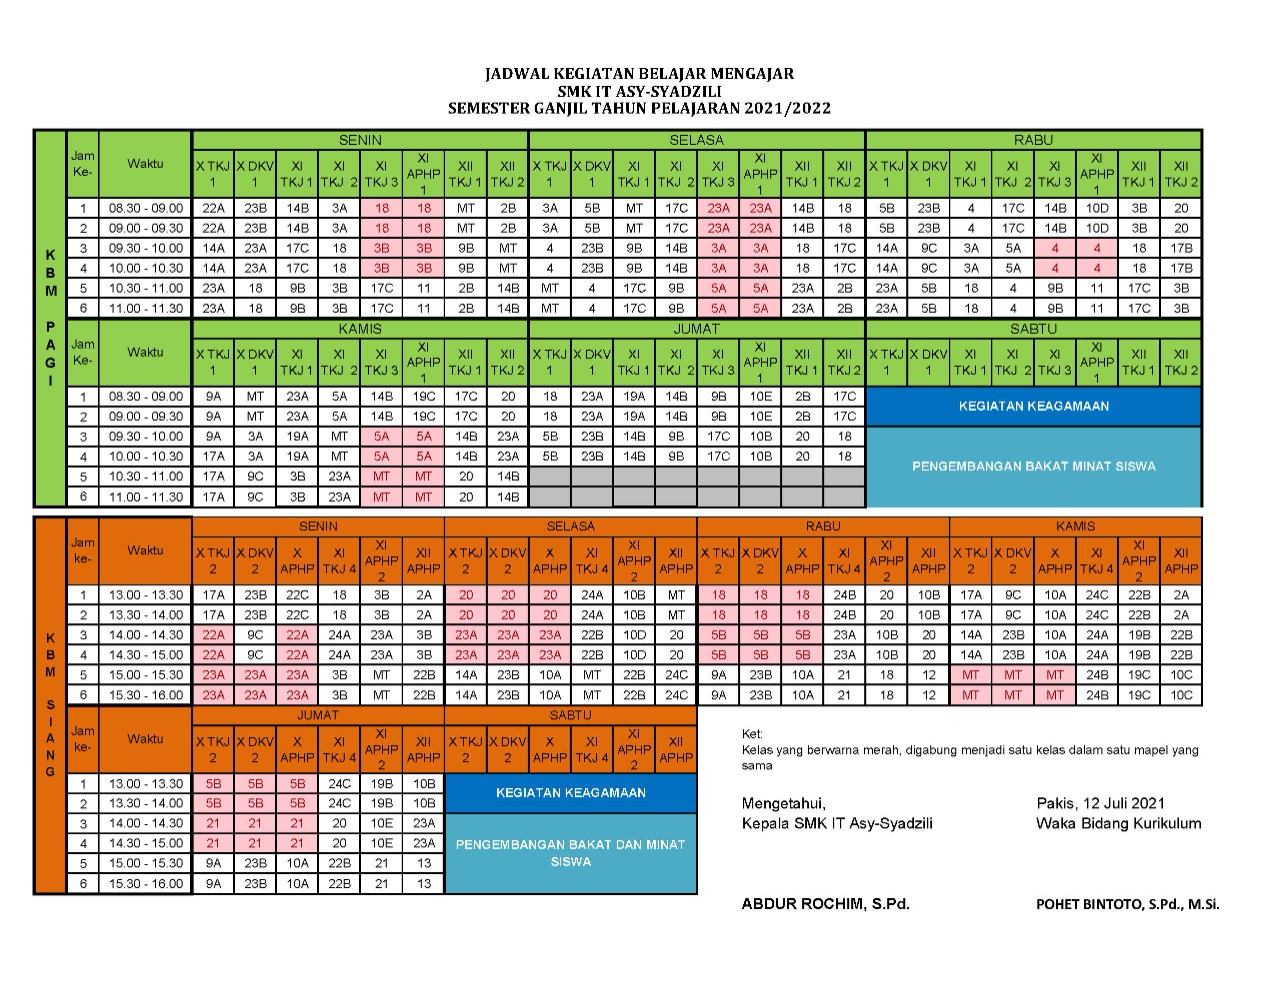 JADWAL KEGIATAN BELAJAR MENGAJAR
SMK IT ASY-SYADZILI
SEMESTER GANJIL TAHUN PELAJARAN 2021/2022
KBM PAGI
Jam Ke- Waktu SENIN SELASA RABU
X TKJ 1 X DKV 1 XI TKJ 1 XI TKJ 2 XI TKJ 3 XI APHP 1 XII TKJ 1 XII TKJ 2 X TKJ 1 X DKV 1 XI TKJ 1 XI TKJ 2 XI TKJ 3 XI APHP 1 XII TKJ 1 XII TKJ 2 X TKJ 1 X DKV 1 XI TKJ 1 XI TKJ 2 XI TKJ 3 XI APHP 1 XII TKJ 1 XII TKJ 2
1 08.30 - 09.00 22A 23B 14B 3A 18 18 MT 2B 3A 5B MT 17C 23A 23A 14B 18 5B 23B 4 17C 14B 10D 3B 20
2 09.00 - 09.30 22A 23B 14B 3A 18 18 MT 2B 3A 5B MT 17C 23A 23A 14B 18 5B 23B 4 17C 14B 10D 3B 20
3 09.30 - 10.00 14A 23A 17C 18 3B 3B 9B MT 4 23B 9B 14B 3A 3A 18 17C 14A 9C 3A 5A 4 4 18 17B
4 10.00 - 10.30 14A 23A 17C 18 3B 3B 9B MT 4 23B 9B 14B 3A 3A 18 17C 14A 9C 3A 5A 4 4 18 17B
5 10.30 - 11.00 23A 18 9B 3B 17C 11 2B 14B MT 4 17C 9B 5A 5A 23A 2B 23A 5B 18 4 9B 11 17C 3B
6 11.00 - 11.30 23A 18 9B 3B 17C 11 2B 14B MT 4 17C 9B 5A 5A 23A 2B 23A 5B 18 4 9B 11 17C 3B
Jam Ke- Waktu KAMIS JUMAT SABTU
X TKJ 1 X DKV 1 XI TKJ 1 XI TKJ 2 XI TKJ 3 XI APHP 1 XII TKJ 1 XII TKJ 2 X TKJ 1 X DKV 1 XI TKJ 1 XI TKJ 2 XI TKJ 3 XI APHP 1 XII TKJ 1 XII TKJ 2 X TKJ 1 X DKV 1 XI TKJ 1 XI TKJ 2 XI TKJ 3 XI APHP 1 XII TKJ 1 XII TKJ 2
1 08.30 - 09.00 9A MT 23A 5A 14B 19C 17C 20 18 23A 19A 14B 9B 10E 2B 17C
KEGIATAN KEAGAMAAN
2 09.00 - 09.30 9A MT 23A 5A 14B 19C 17C 20 18 23A 19A 14B 9B 10E 2B 17C
3 09.30 - 10.00 9A 3A 19A MT 5A 5A 14B 23A 5B 23B 14B 9B 17C 10B 20 18
4 10.00 - 10.30 17A 3A 19A MT 5A 5A 14B 23A 5B 23B 14B 9B 17C 10B 20 18
PENGEMBANGAN BAKAT MINAT SISWA
5 10.30 - 11.00 17A 9C 3B 23A MT MT 20 14B
6 11.00 - 11.30 17A 9C 3B 23A MT MT 20 14B
KBM SIANG
Jam ke- Waktu SENIN SELASA RABU KAMIS
X TKJ 2 X DKV 2 X APHP XI TKJ 4 XI APHP 2 XII APHP X TKJ 2 X DKV 2 X APHP XI TKJ 4 XI APHP 2 XII APHP X TKJ 2 X DKV 2 X APHP XI TKJ 4 XI APHP 2 XII APHP X TKJ 2 X DKV 2 X APHP XI TKJ 4 XI APHP 2 XII APHP
1 13.00 - 13.30 17A 23B 22C 18 3B 2A 20 20 20 24A 10B MT 18 18 18 24B 20 10B 17A 9C 10A 24C 22B 2A
2 13.30 - 14.00 17A 23B 22C 18 3B 2A 20 20 20 24A 10B MT 18 18 18 24B 20 10B 17A 9C 10A 24C 22B 2A
3 14.00 - 14.30 22A 9C 22A 24A 23A 3B 23A 23A 23A 22B 10D 20 5B 5B 5B 23A 10B 20 14A 23B 10A 24A 19B 22B
4 14.30 - 15.00 22A 9C 22A 24A 23A 3B 23A 23A 23A 22B 10D 20 5B 5B 5B 23A 10B 20 14A 23B 10A 24A 19B 22B
5 15.00 - 15.30 23A 23A 23A 3B MT 22B 14A 23B 10A MT 22B 24C 9A 23B 10A 21 18 12 MT MT MT 24B 19C 10C
6 15.30 - 16.00 23A 23A 23A 3B MT 22B 14A 23B 10A MT 22B 24C 9A 23B 10A 21 18 12 MT MT MT 24B 19C 10C
Jam ke- Waktu JUMAT SABTU
X TKJ 2 X DKV 2 X APHP XI TKJ 4 XI APHP 2 XII APHP X TKJ 2 X DKV 2 X APHP XI TKJ 4 XI APHP 2 XII APHP
1 13.00 - 13.30 5B 5B 5B 24C 19B 10B
KEGIATAN KEAGAMAAN
2 13.30 - 14.00 5B 5B 5B 24C 19B 10B
3 14.00 - 14.30 21 21 21 20 10E 23A
4 14.30 - 15.00 21 21 21 20 10E 23A
PENGEMBANGAN BAKAT DAN MINAT
SISWA
5 15.00 - 15.30 9A 23B 10A 22B 21 13
6 15.30 - 16.00 9A 23B 10A 22B 21 13
Ket:
Kelas yang berwarna merah, digabung menjadi satu kelas dalam satu mapel yang
sama
Mengetahui, Pakis, 12 Juli 2021
Kepala SMK IT Asy-Syadzili Waka Bidang Kurikulum
ABDUR ROCHIM, S.Pd. POHET BINTOTO, S.Pd., M.Si.